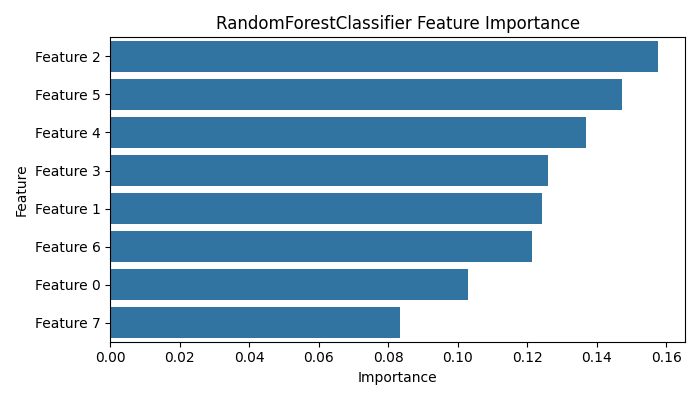 RandomForestClassifier Feature Importance
Feature 2
Feature 5
Feature 4
Feature 3
Feature 1
Feature 6
Feature 0
Feature 7
Feature
0.00 0.02 0.04 0.06 0.08 0.10 0.12 0.14 0.16
Importance